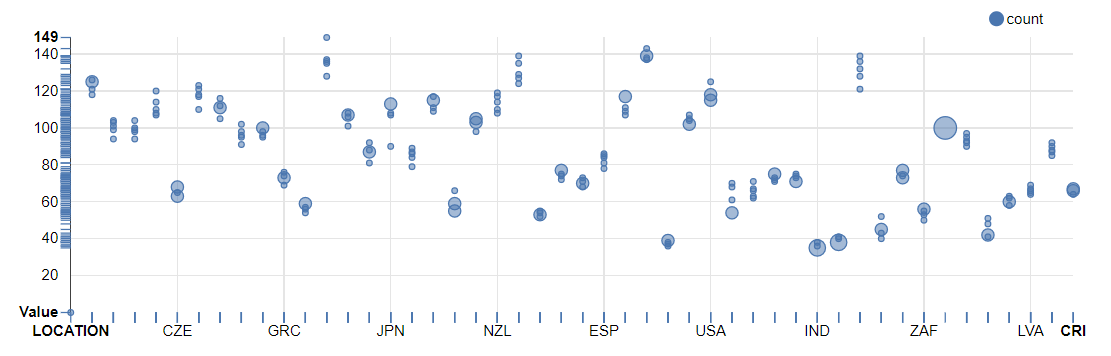 count
149
140
120
100
80
60
40
20
Value
LOCATION CZE GRC JPN NZL ESP USA IND ZAF LVA CRI